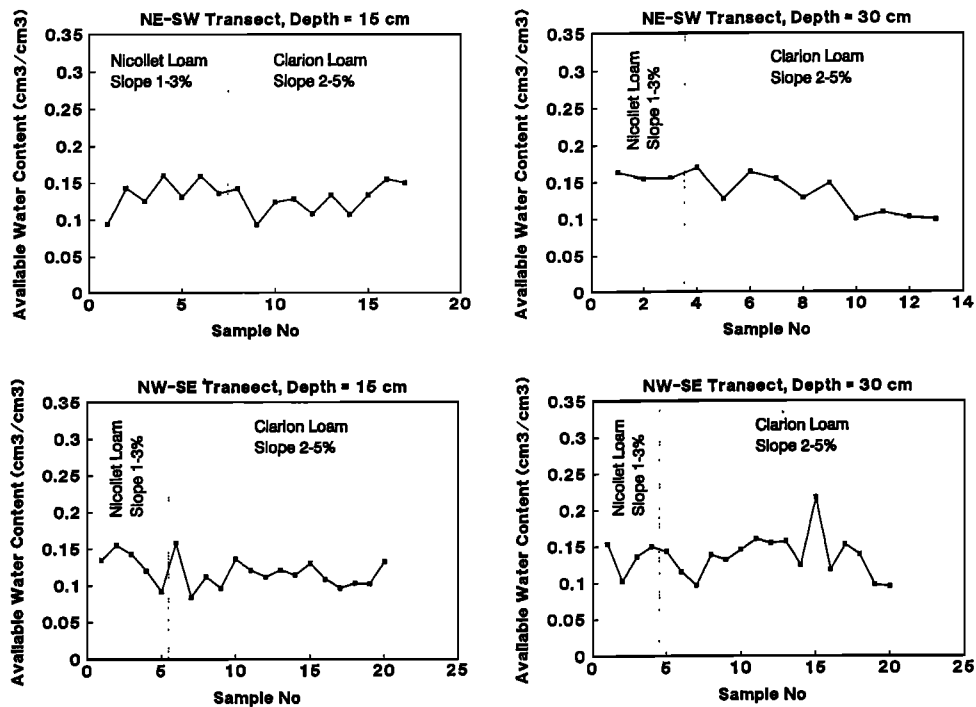 NE-SW Transect, Depth = 15 cm
Available Water Content (cm3/cm3)
0.35
0.3
0.25
0.2
0.15
0.1
0.05
0
Nicollet Loam
Slope 1-3%
Clarion Loam
Slope 2-5%
0 5 10 15 20
Sample No
NE-SW Transect, Depth = 30 cm
Available Water Content (cm3/cm3)
0.35
0.3
0.25
0.2
0.15
0.1
0.05
0
Nicollet Loam
Slope 1-3%
Clarion Loam
Slope 2-5%
0 2 4 6 8 10 12 14
Sample No
NW-SE Transect, Depth = 15 cm
Available Water Content (cm3/cm3)
0.35
0.3
0.25
0.2
0.15
0.1
0.05
0
Nicollet Loam
Slope 1-3%
Clarion Loam
Slope 2-5%
0 5 10 15 20 25
Sample No
NW-SE Transect, Depth = 30 cm
Available Water Content (cm3/cm3)
0.35
0.3
0.25
0.2
0.15
0.1
0.05
0
Nicollet Loam
Slope 1-3%
Clarion Loam
Slope 2-5%
0 5 10 15 20 25
Sample No